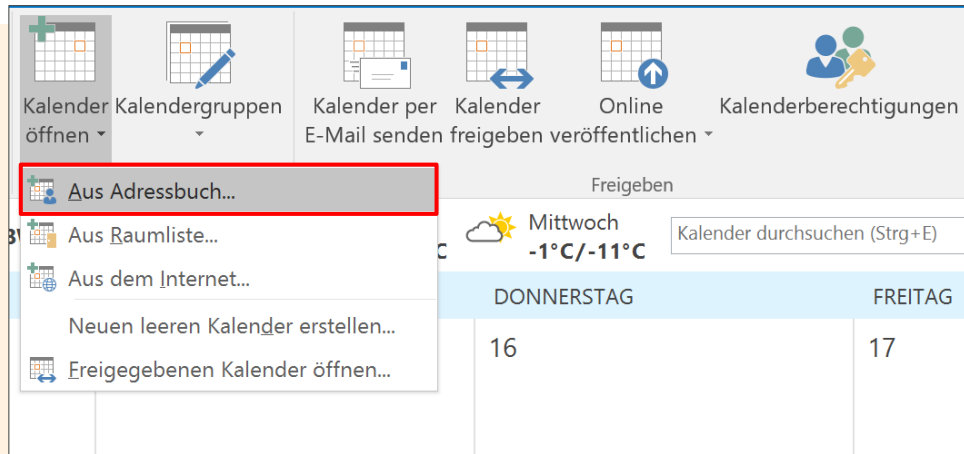 Kalender öffnen
Kalendergruppen
Kalender per E-Mail senden
Kalender freigeben
Online veröffentlichen
Kalenderberechtigungen
Freigeben
Aus Adressbuch...
Aus Raumliste...
Aus dem Internet...
Neuen leeren Kalender erstellen...
Freigegebenen Kalender öffnen...
C
Mittwoch
-1°C/-11°C
Kalender durchsuchen (Strg+E)
DONNERSTAG
FREITAG
16
17